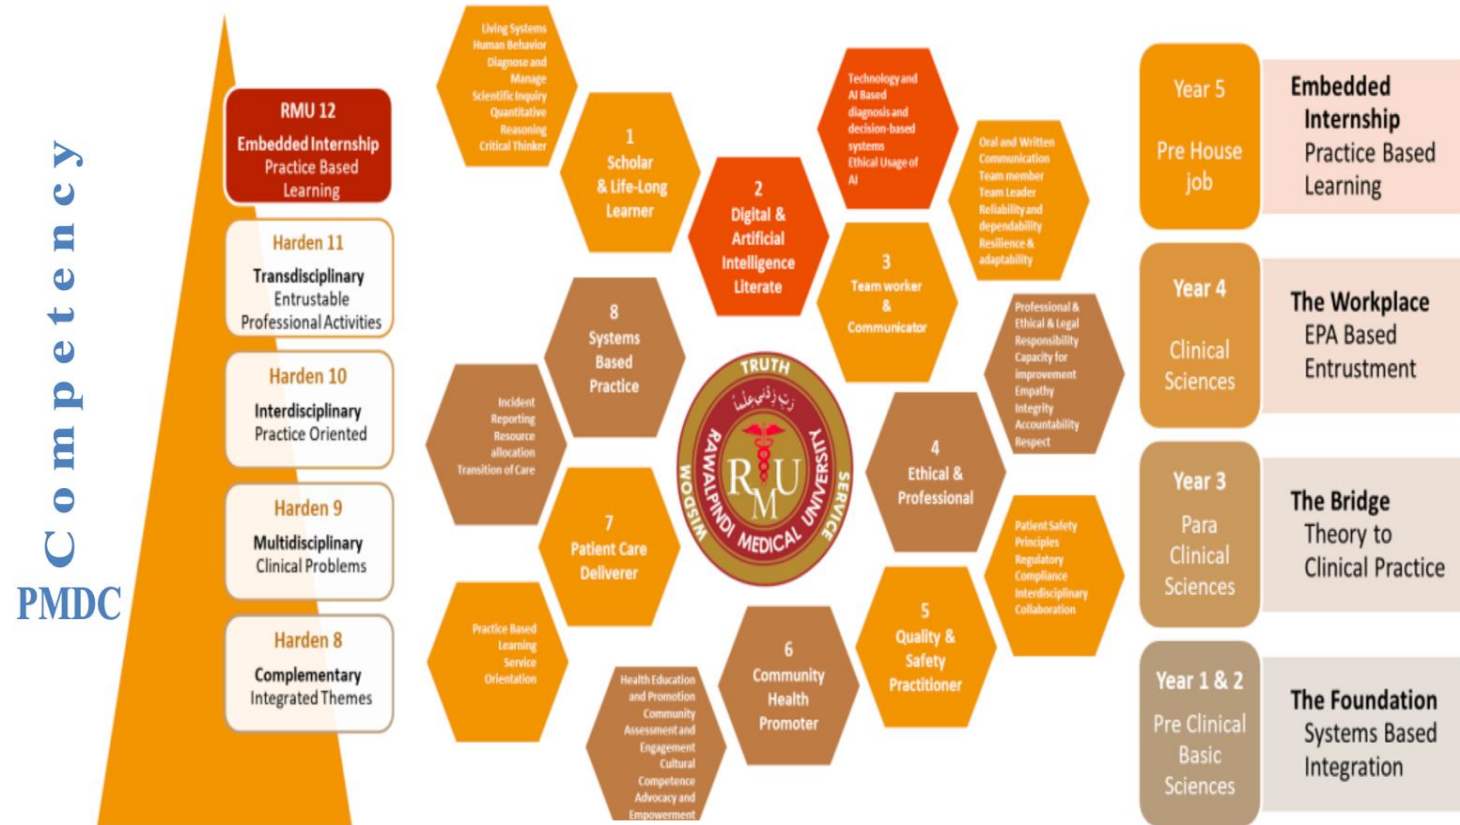 Competency
PMDC
RMU 12
Embedded Internship
Practice Based
Learning
Harden 11
Transdisciplinary
Entrustable
Professional Activities
Harden 10
Interdisciplinary
Practice Oriented
Harden 9
Multidisciplinary
Clinical Problems
Harden 8
Complementary
Integrated Themes
Living Systems
Human Behavior
Diagnose and
Manage
Scientific Inquiry
Quantitative
Reasoning
Critical Thinker
1
Scholar
& Life-Long
Learner
2
Digital &
Artificial
Intelligence
Literate
Technology and
AI Based
diagnosis and
decision-based
systems
Ethical Usage of
AI
3
Team worker
&
Communicator
Oral and Written
Communication
Team member
Team Leader
Reliability and
dependability
Resilience &
adaptability
4
Ethical &
Professional
Professional &
Ethical & Legal
Responsibility
Capacity for
improvement
Empathy
Integrity
Accountability
Respect
5
Quality &
Safety
Practitioner
Patient Safety
Principles
Regulatory
Compliance
Interdisciplinary
Collaboration
6
Community
Health
Promoter
Health Education
and Promotion
Community
Assessment and
Engagement
Cultural
Competence
Advocacy and
Empowerment
7
Patient Care
Deliverer
Practice Based
Learning
Service
Orientation
8
Systems
Based
Practice
Incident
Reporting
Resource
allocation
Transition of Care
TRUTH
WISDOM
SERVICE
رَبِّ زِدْنِي عِلْماً
RAWALPINDI MEDICAL UNIVERSITY
RMU
Year 5
Pre House
job
Embedded
Internship
Practice Based
Learning
Year 4
Clinical
Sciences
The Workplace
EPA Based
Entrustment
Year 3
Para
Clinical
Sciences
The Bridge
Theory to
Clinical Practice
Year 1 & 2
Pre Clinical
Basic
Sciences
The Foundation
Systems Based
Integration